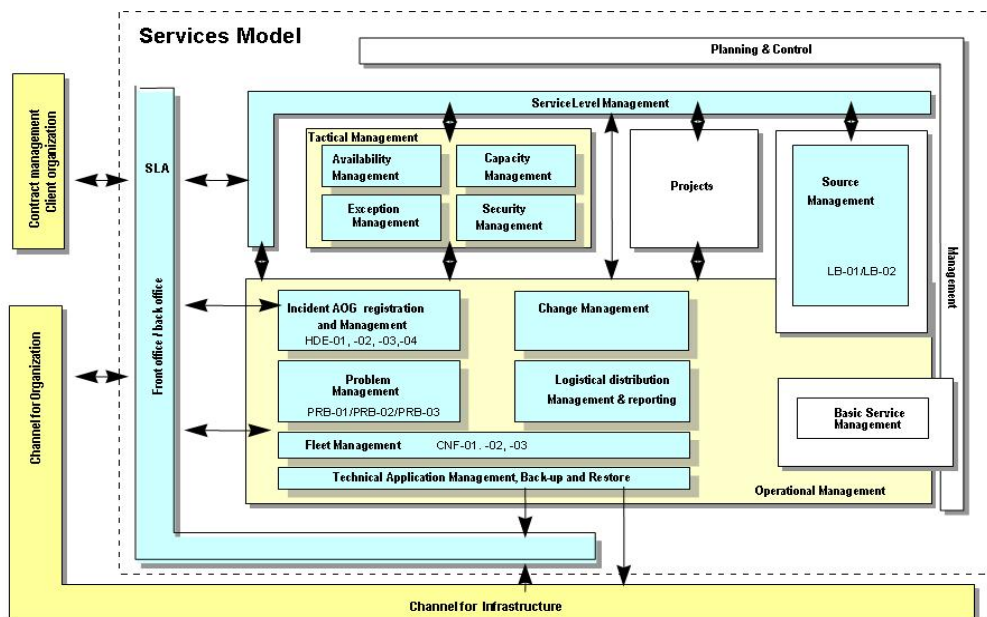 Services Model
Planning & Control
Service Level Management
Contract management
Client organization
SLA
Tactical Management
Availability
Management
Capacity
Management
Exception
Management
Security
Management
Projects
Source
Management
LB-01/LB-02
Management
Front office / back office
Channel for Organization
Incident AOG registration
and Management
HDE-01, -02, -03,-04
Change Management
Problem
Management
PRB-01/PRB-02/PRB-03
Logistical distribution
Management & reporting
Fleet Management CNF-01. -02, -03
Technical Application Management, Back-up and Restore
Basic Service
Management
Operational Management
Channel for Infrastructure